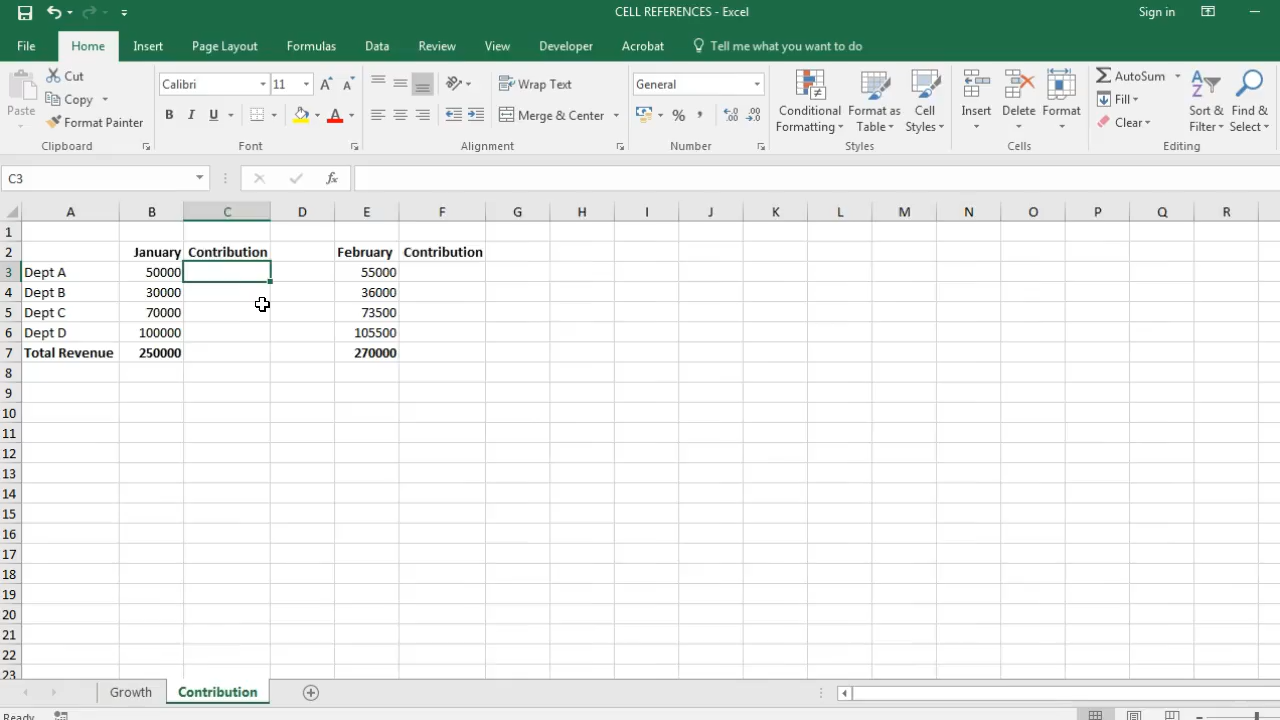 CELL REFERENCES - Excel
Sign in
File Home Insert Page Layout Formulas Data Review View Developer Acrobat Tell me what you want to do
Paste
Cut
Copy
Format Painter
Clipboard
Calibri 11
B I U
Font
Wrap Text
Merge & Center
Alignment
General
%
Number
Conditional Formatting
Format as Table
Cell Styles
Styles
Insert
Delete
Format
Cells
AutoSum
Fill
Clear
Sort & Filter
Find & Select
Editing
C3 fx
A B C D E F G H I J K L M N O P Q R
1
2 January Contribution February Contribution
3 Dept A 50000 55000
4 Dept B 30000 36000
5 Dept C 70000 73500
6 Dept D 100000 105500
7 Total Revenue 250000 270000
8
9
10
11
12
13
14
15
16
17
18
19
20
21
22
23
Growth Contribution
Ready